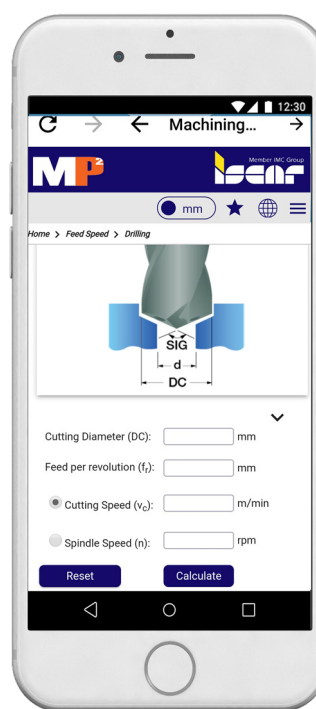 12:30
Machining...
MP²
Member IMC Group
iscar
mm
Home > Feed Speed > Drilling
SIG
d
DC
Cutting Diameter (DC): mm
Feed per revolution (fr): mm
Cutting Speed (vc): m/min
Spindle Speed (n): rpm
Reset Calculate